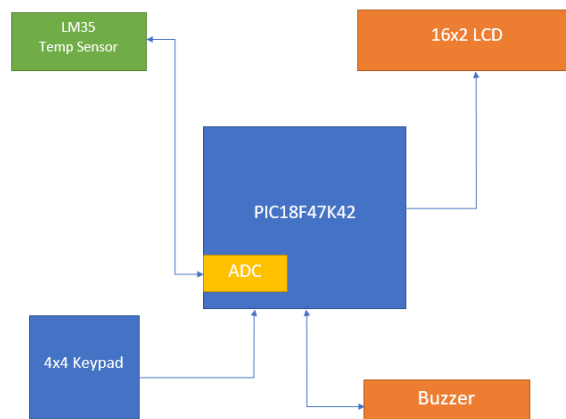 LM35
Temp Sensor
16x2 LCD
PIC18F47K42
ADC
4x4 Keypad
Buzzer